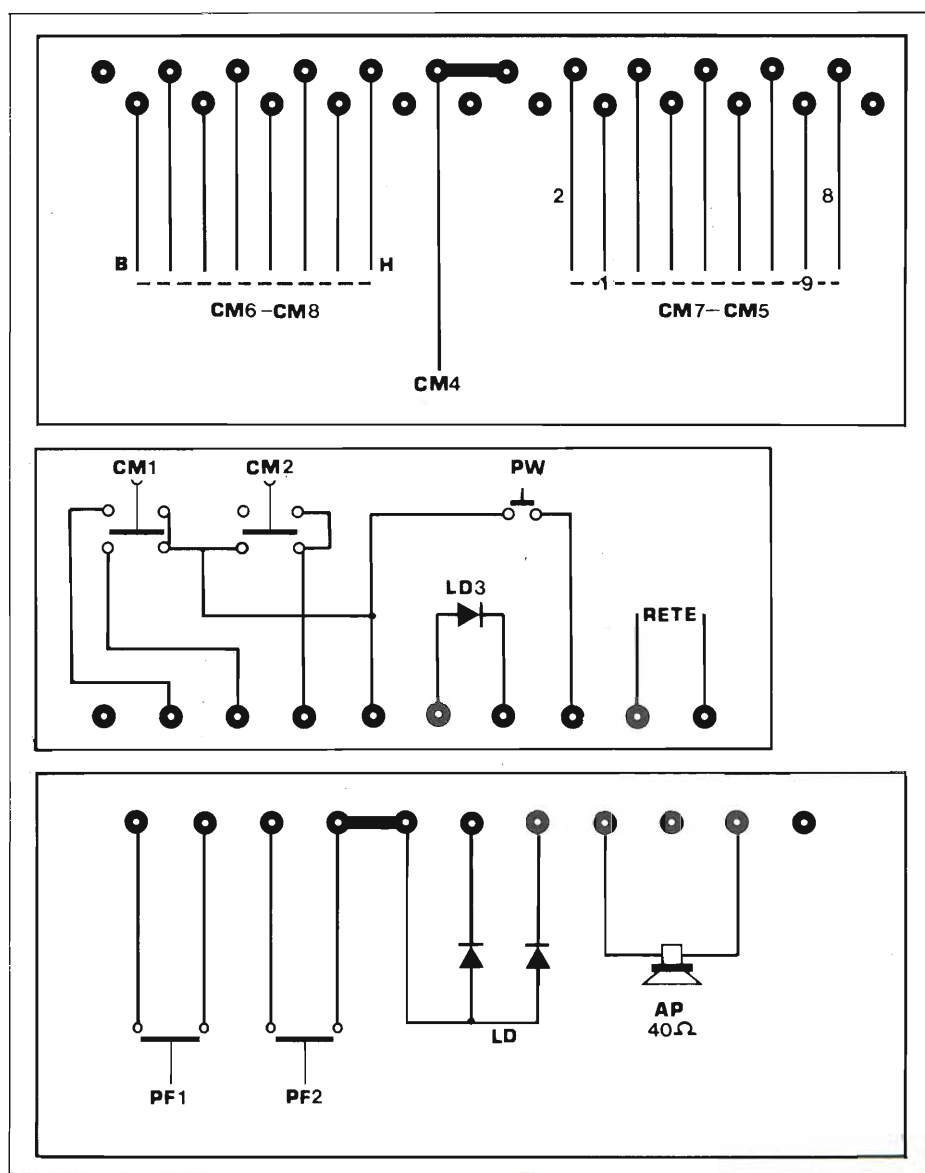 2 8
B H
1 9
CM6-CM8 CM7-CM5
CM4
CM1 CM2 PW
LD3
RETE
LD
AP
40Ω
PF1 PF2